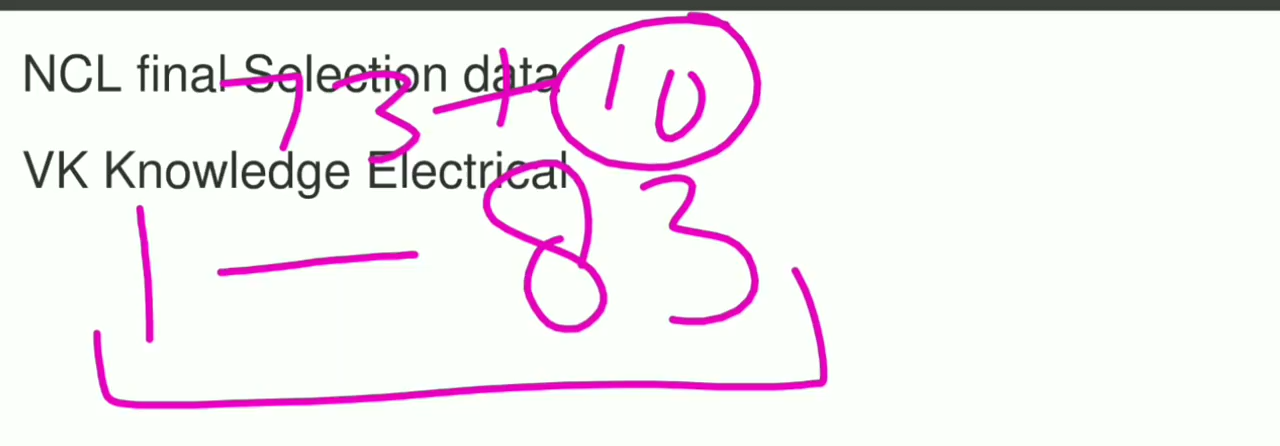 NCL final Selection data
73+10
VK Knowledge Electrical
1 — 83